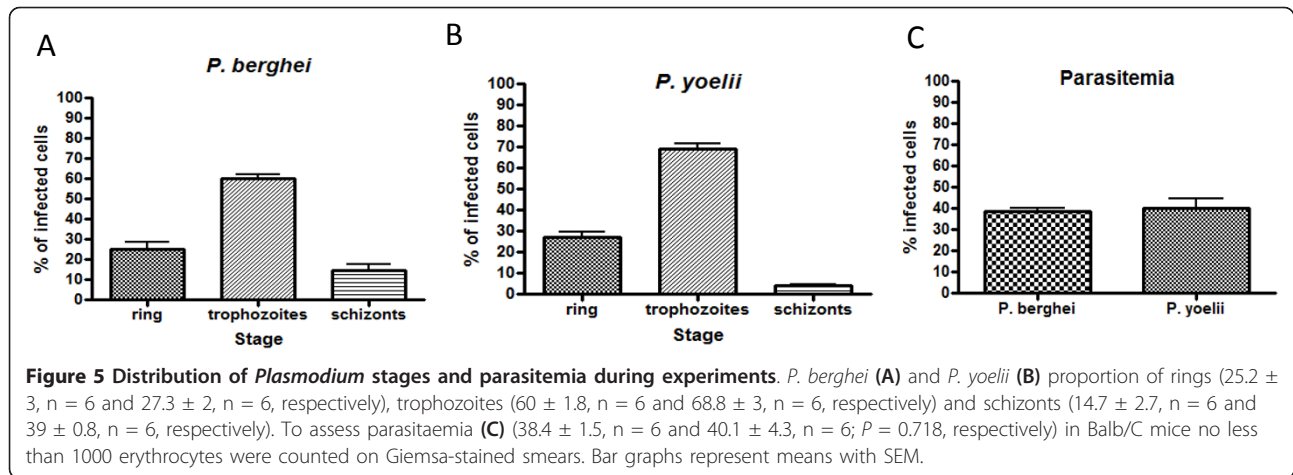 A
P. berghei
% of infected cells
100
90
80
70
60
50
40
30
20
10
0
ring trophozoites schizonts
Stage
B
P. yoelii
% of infected cells
100
90
80
70
60
50
40
30
20
10
0
ring trophozoites schizonts
Stage
C
Parasitemia
% infected cells
100
90
80
70
60
50
40
30
20
10
0
P. berghei P. yoelii
Figure 5 Distribution of Plasmodium stages and parasitemia during experiments. P. berghei (A) and P. yoelii (B) proportion of rings (25.2 ±
3, n = 6 and 27.3 ± 2, n = 6, respectively), trophozoites (60 ± 1.8, n = 6 and 68.8 ± 3, n = 6, respectively) and schizonts (14.7 ± 2.7, n = 6 and
39 ± 0.8, n = 6, respectively). To assess parasitaemia (C) (38.4 ± 1.5, n = 6 and 40.1 ± 4.3, n = 6; P = 0.718, respectively) in Balb/C mice no less
than 1000 erythrocytes were counted on Giemsa-stained smears. Bar graphs represent means with SEM.